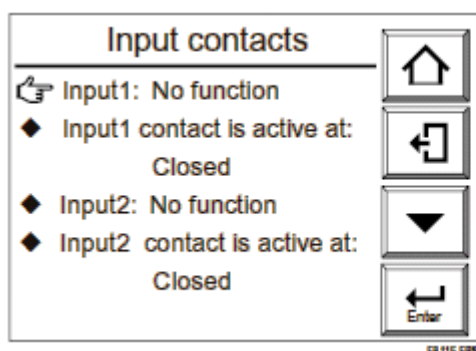 Input contacts
Input1: No function
Input1 contact is active at:
Closed
Input2: No function
Input2 contact is active at:
Closed
Enter